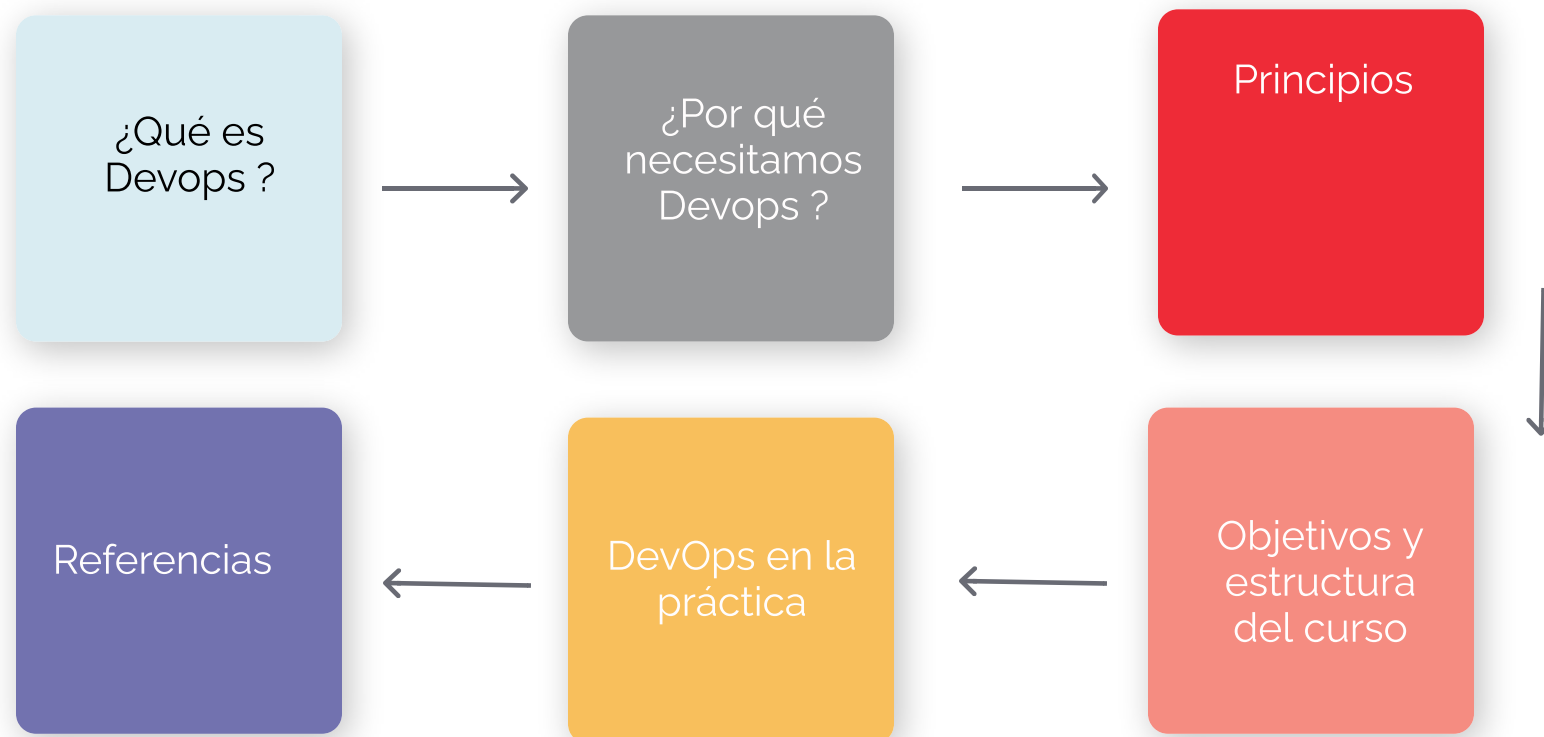 ¿Qué es
Devops ?
¿Por qué
necesitamos
Devops ?
Principios
Objetivos y
estructura
del curso
DevOps en la
práctica
Referencias